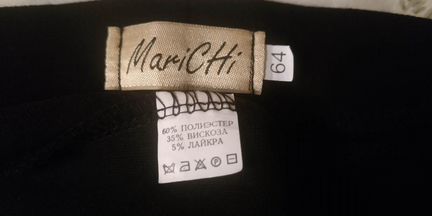 MariCHi
64
60% ПОЛИЭСТЕР
35% ВИСКОЗА
5% ЛАЙКРА